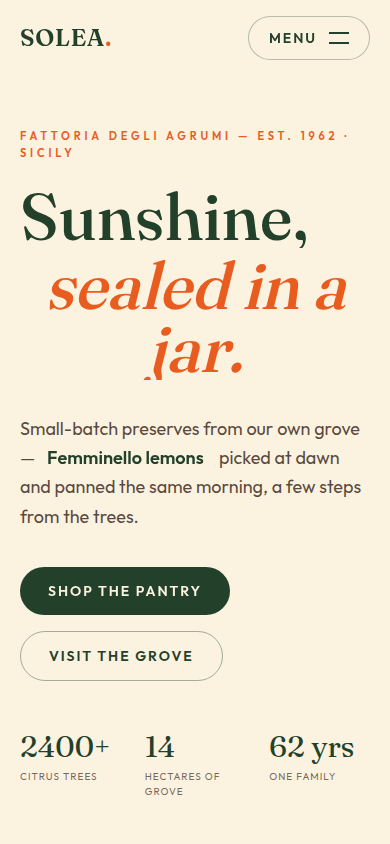 SOLEA.
MENU
FATTORIA DEGLI AGRUMI — EST. 1962 ·
SICILY
Sunshine,
sealed in a
jar.
Small-batch preserves from our own grove
— Femminello lemons picked at dawn
and panned the same morning, a few steps
from the trees.
SHOP THE PANTRY
VISIT THE GROVE
2400+
CITRUS TREES
14
HECTARES OF
GROVE
62 yrs
ONE FAMILY